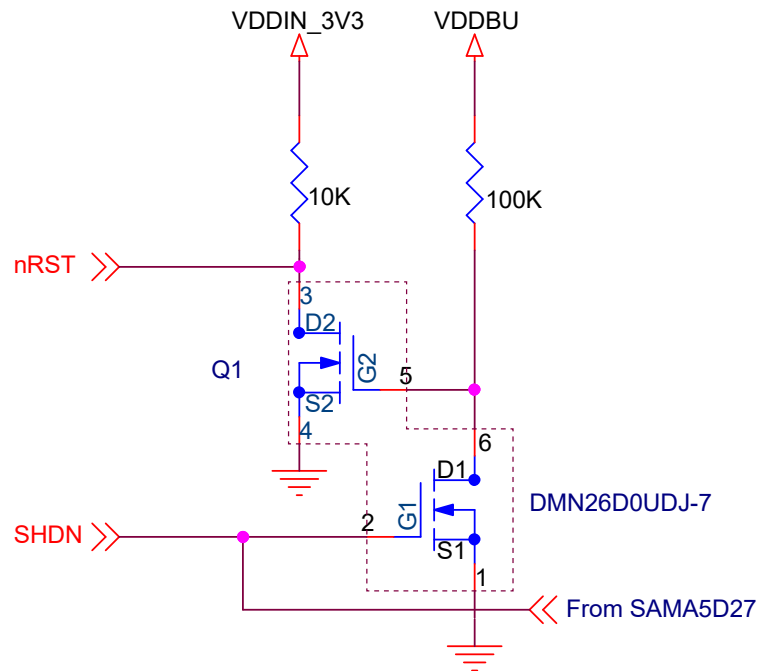 VDDIN_3V3 VDDBU
10K 100K
nRST
3
D2
Q1 G2 5
S2
4 6
D1
G1 DMN26D0UDJ-7
SHDN 2
S1
1
From SAMA5D27